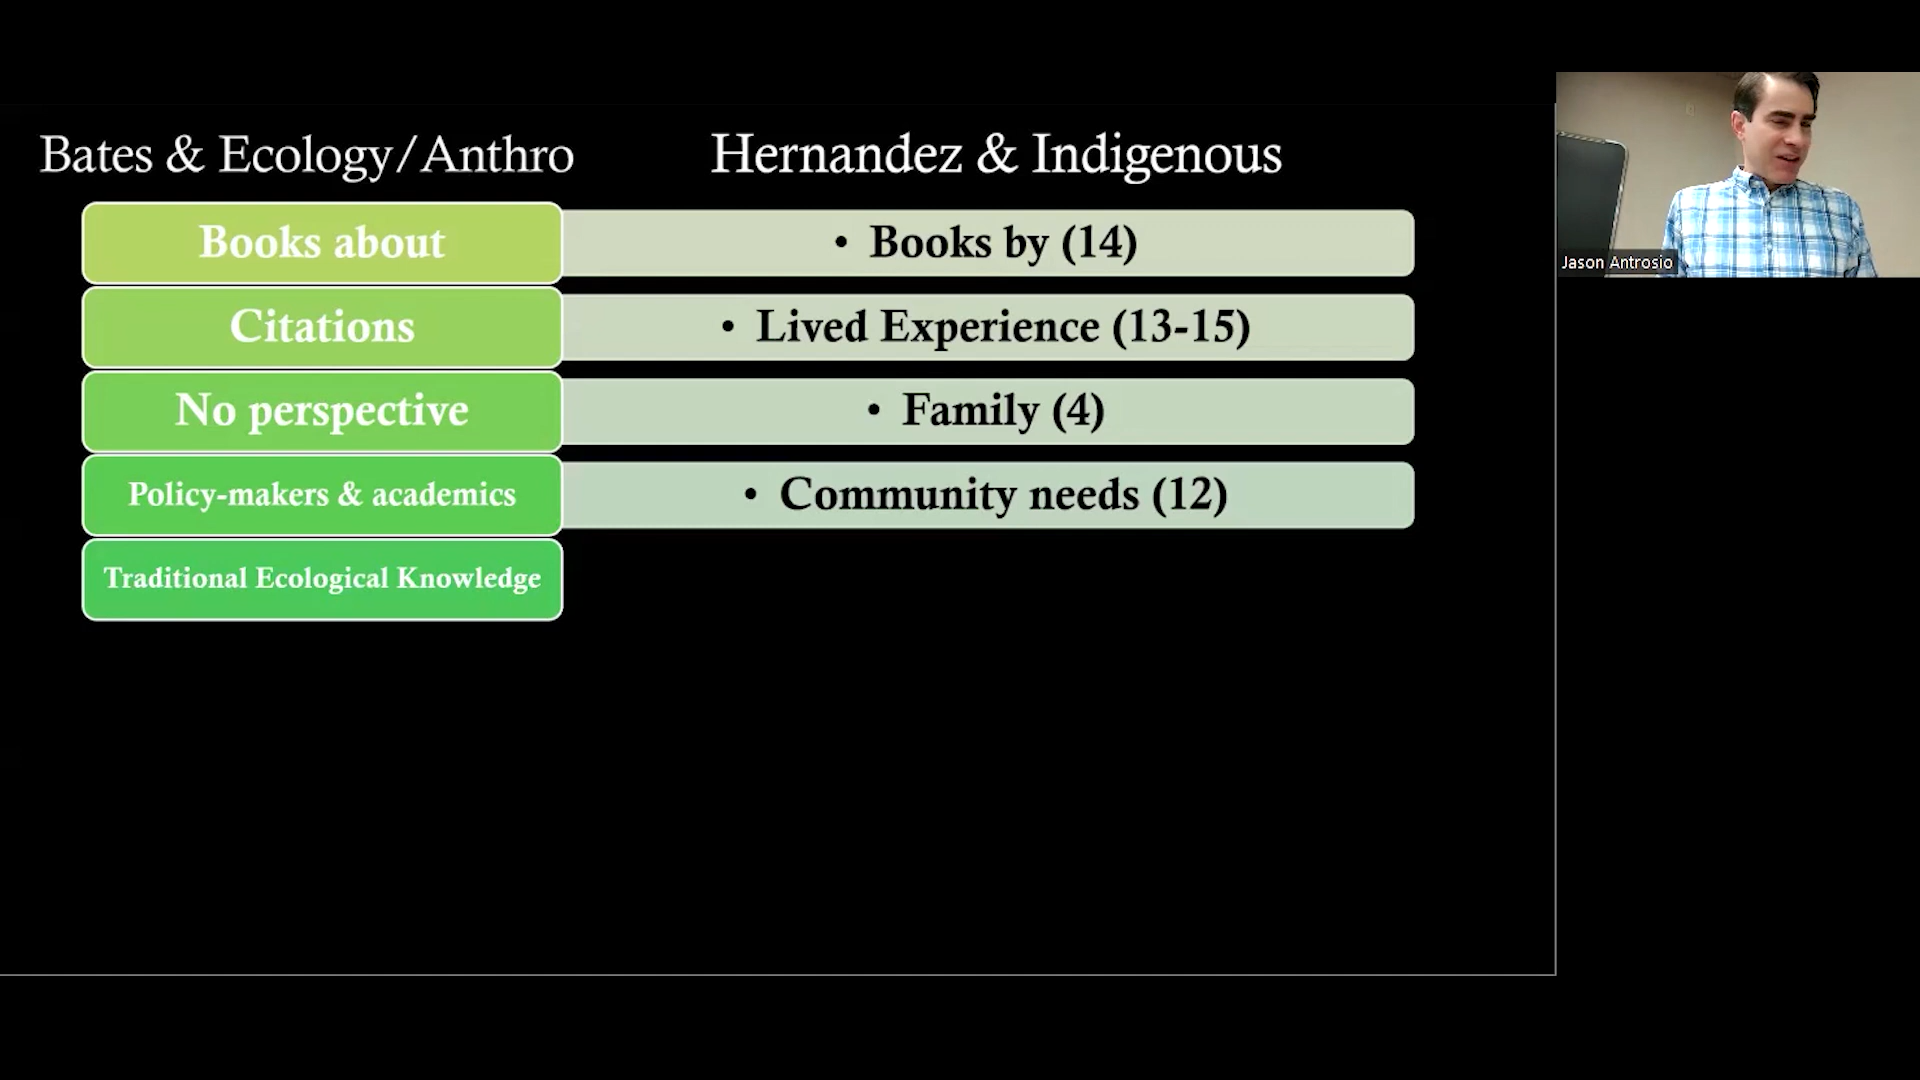 Bates & Ecology/Anthro
Hernandez & Indigenous
Books about
• Books by (14)
Citations
• Lived Experience (13-15)
No perspective
• Family (4)
Policy-makers & academics
• Community needs (12)
Traditional Ecological Knowledge
Jason Antrosio